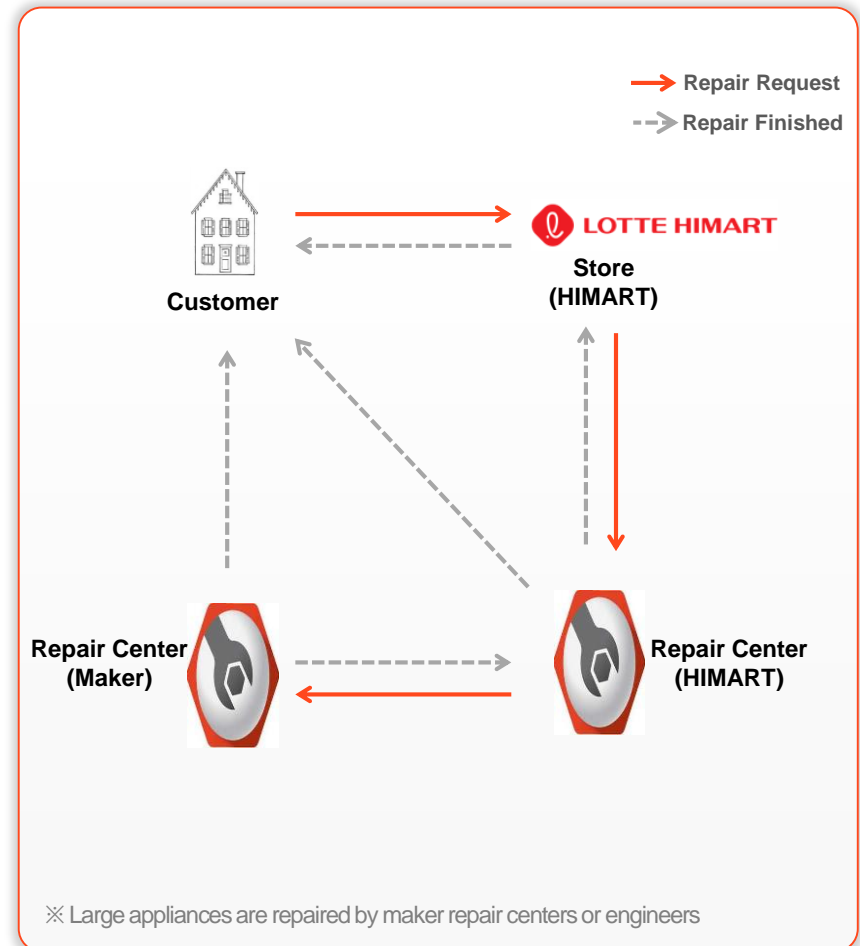 Repair Request
Repair Finished
LOTTE HIMART
Customer
Store
(HIMART)
Repair Center
(Maker)
Repair Center
(HIMART)
※ Large appliances are repaired by maker repair centers or engineers